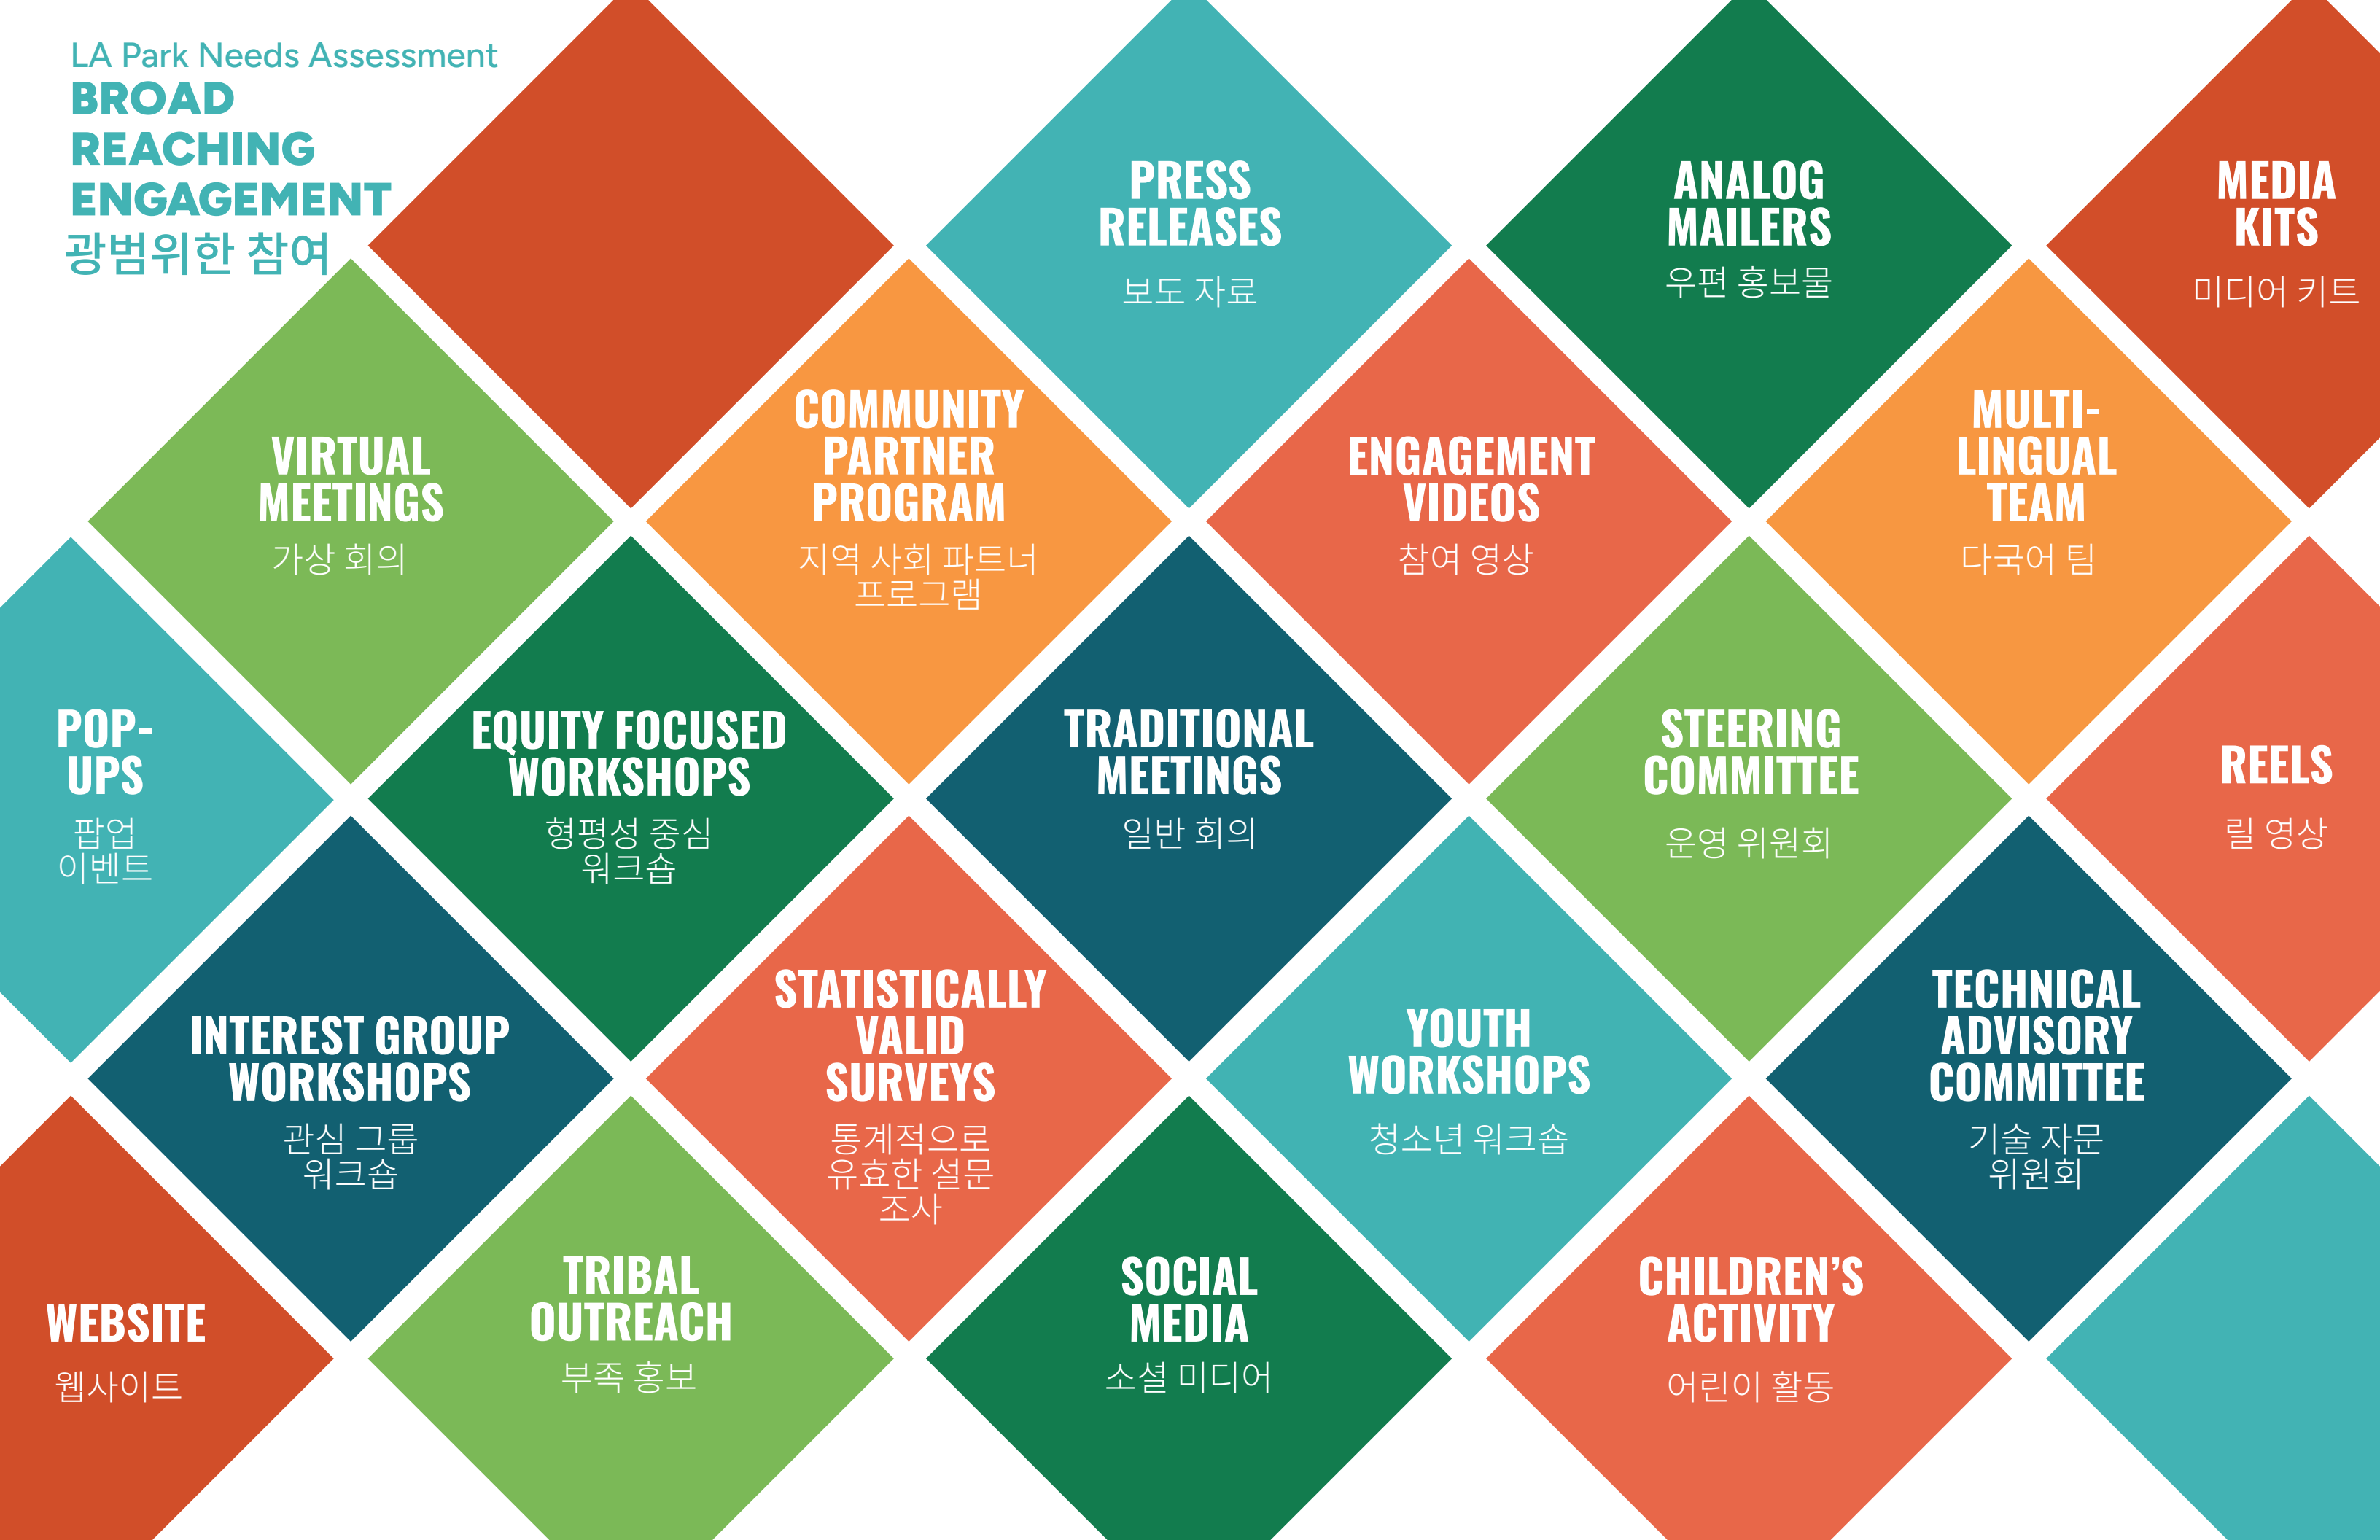 LA Park Needs Assessment
BROAD
REACHING
ENGAGEMENT
광범위한 참여
PRESS
RELEASES
보도 자료
ANALOG
MAILERS
우편 홍보물
MEDIA
KITS
미디어 키트
VIRTUAL
MEETINGS
가상 회의
COMMUNITY
PARTNER
PROGRAM
지역 사회 파트너
프로그램
ENGAGEMENT
VIDEOS
참여 영상
MULTI-
LINGUAL
TEAM
다국어 팀
POP-
UPS
팝업
이벤트
EQUITY FOCUSED
WORKSHOPS
형평성 중심
워크숍
TRADITIONAL
MEETINGS
일반 회의
STEERING
COMMITTEE
운영 위원회
REELS
릴 영상
INTEREST GROUP
WORKSHOPS
관심 그룹
워크숍
STATISTICALLY
VALID
SURVEYS
통계적으로
유효한 설문
조사
YOUTH
WORKSHOPS
청소년 워크숍
TECHNICAL
ADVISORY
COMMITTEE
기술 자문
위원회
WEBSITE
웹사이트
TRIBAL
OUTREACH
부족 홍보
SOCIAL
MEDIA
소셜 미디어
CHILDREN'S
ACTIVITY
어린이 활동